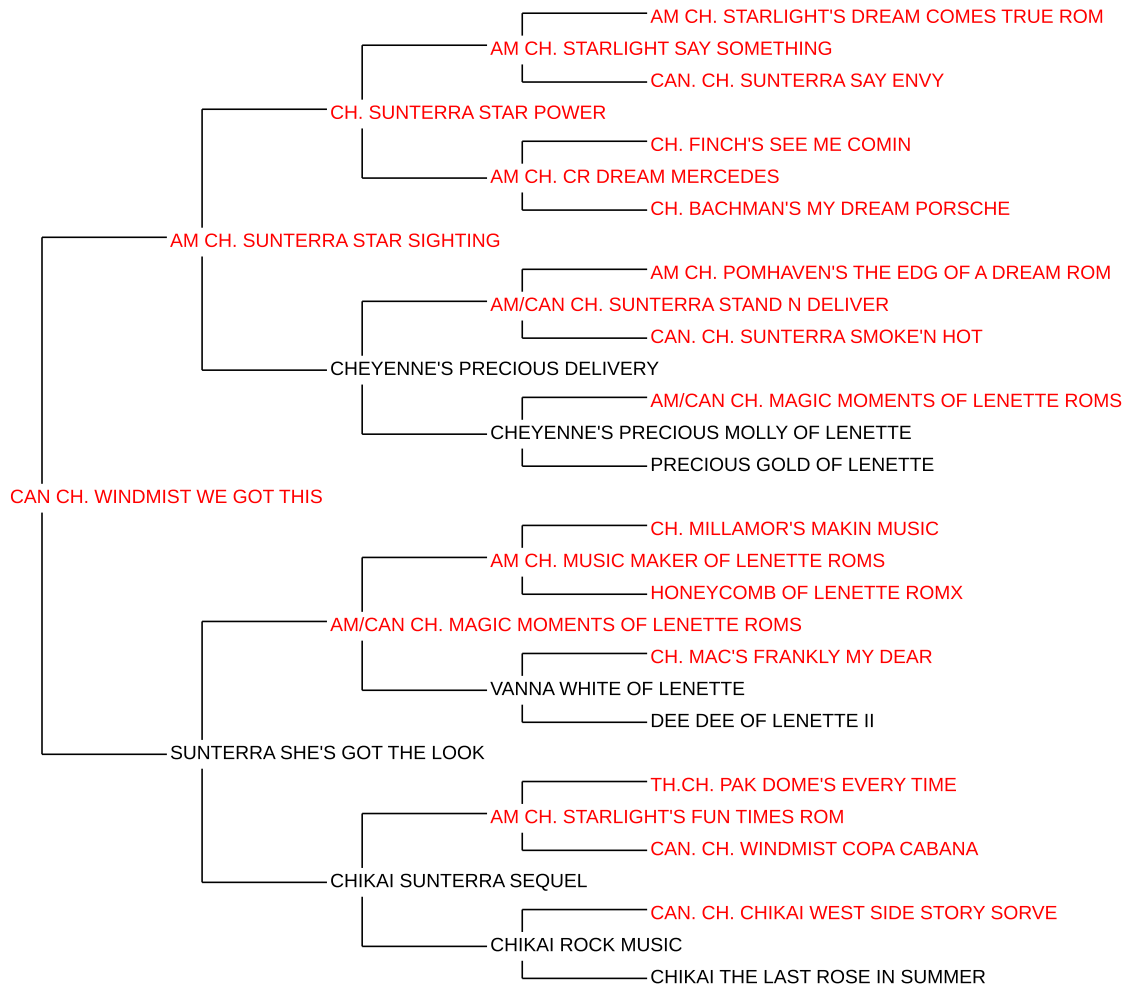 AM CH. STARLIGHT'S DREAM COMES TRUE ROM
AM CH. STARLIGHT SAY SOMETHING
CAN. CH. SUNTERRA SAY ENVY
CH. SUNTERRA STAR POWER
CH. FINCH'S SEE ME COMIN
AM CH. CR DREAM MERCEDES
CH. BACHMAN'S MY DREAM PORSCHE
AM CH. SUNTERRA STAR SIGHTING
AM CH. POMHAVEN'S THE EDG OF A DREAM ROM
AM/CAN CH. SUNTERRA STAND N DELIVER
CAN. CH. SUNTERRA SMOKE'N HOT
CHEYENNE'S PRECIOUS DELIVERY
AM/CAN CH. MAGIC MOMENTS OF LENETTE ROMS
CHEYENNE'S PRECIOUS MOLLY OF LENETTE
PRECIOUS GOLD OF LENETTE
CAN CH. WINDMIST WE GOT THIS
CH. MILLAMOR'S MAKIN MUSIC
AM CH. MUSIC MAKER OF LENETTE ROMS
HONEYCOMB OF LENETTE ROMX
AM/CAN CH. MAGIC MOMENTS OF LENETTE ROMS
CH. MAC'S FRANKLY MY DEAR
VANNA WHITE OF LENETTE
DEE DEE OF LENETTE II
SUNTERRA SHE'S GOT THE LOOK
TH.CH. PAK DOME'S EVERY TIME
AM CH. STARLIGHT'S FUN TIMES ROM
CAN. CH. WINDMIST COPA CABANA
CHIKAI SUNTERRA SEQUEL
CAN. CH. CHIKAI WEST SIDE STORY SORVE
CHIKAI ROCK MUSIC
CHIKAI THE LAST ROSE IN SUMMER